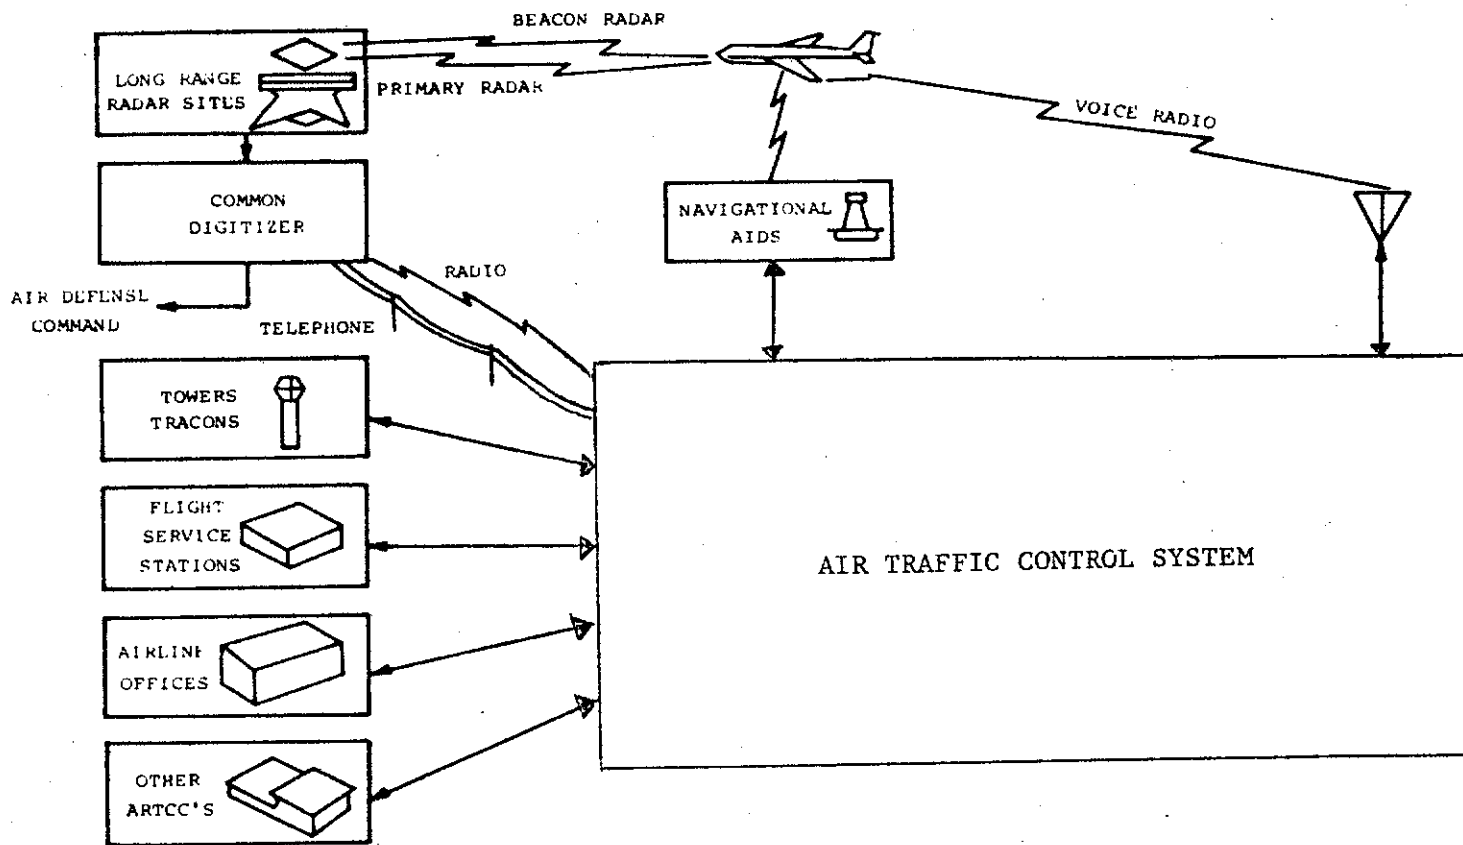 BEACON RADAR
LONG RANGE
RADAR SITES
PRIMARY RADAR
VOICE RADIO
COMMON
DIGITIZER
NAVIGATIONAL
AIDS
RADIO
AIR DEFENSE
COMMAND
TELEPHONE
TOWERS
TRACONS
FLIGHT
SERVICE
STATIONS
AIR TRAFFIC CONTROL SYSTEM
AIRLINE
OFFICES
OTHER
ARTCC'S